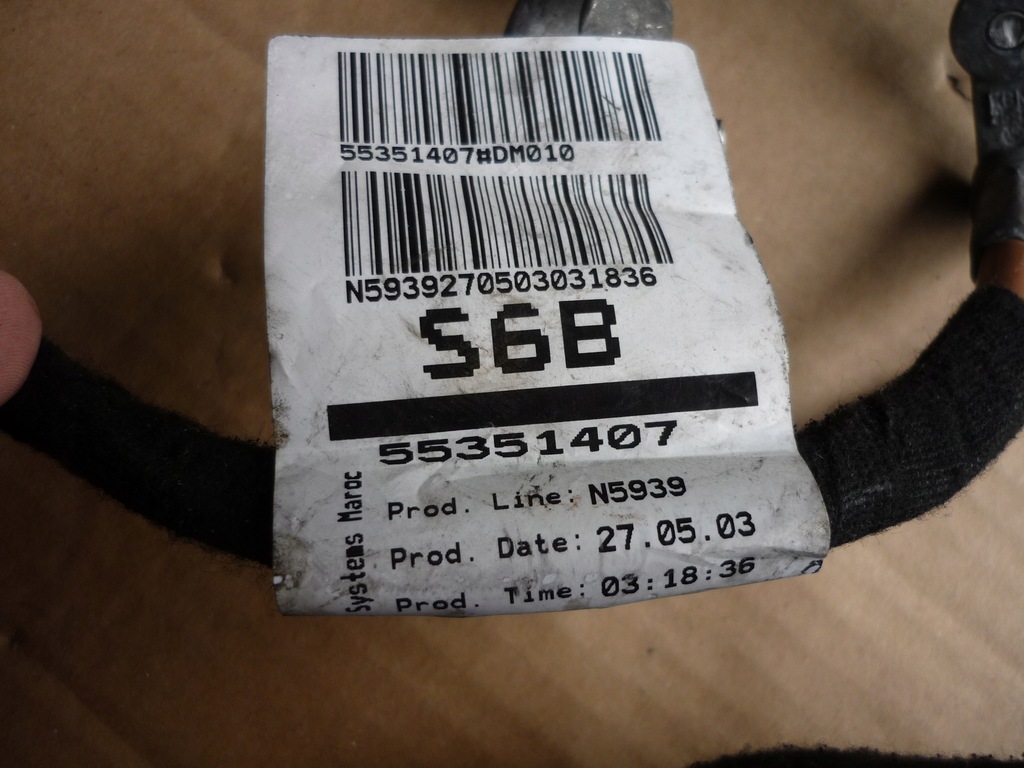 55351407#DM010
N5939270503031836
S6B
55351407
Systems Maroc
Prod. Line: N5939
Prod. Date: 27.05.03
Prod. Time: 03:18:36